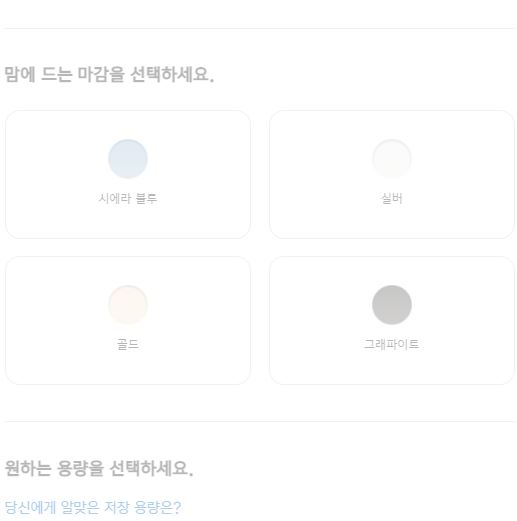 맘에 드는 마감을 선택하세요.
시에라 블루
실버
골드
그래파이트
원하는 용량을 선택하세요.
당신에게 알맞은 저장 용량은?